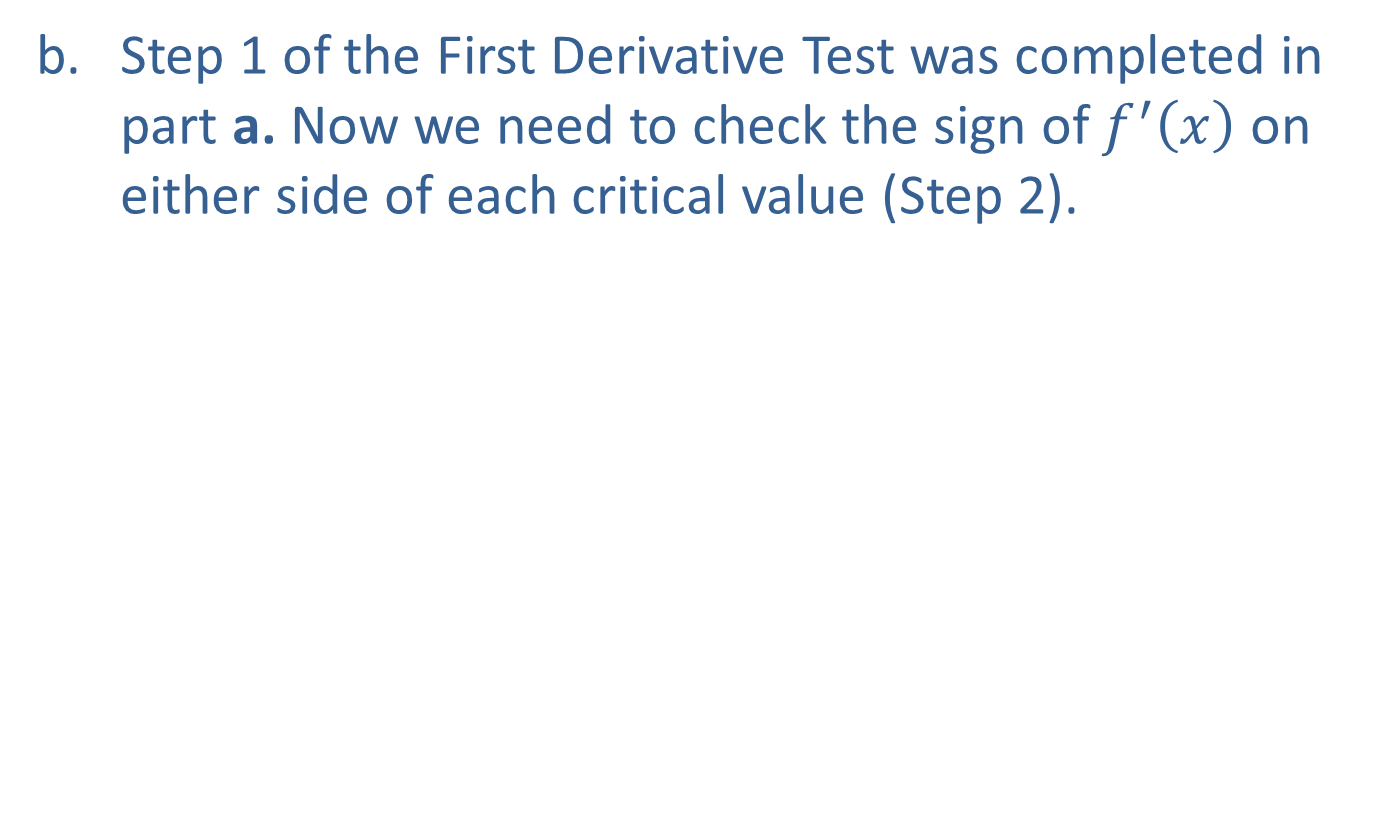 b. Step 1 of the First Derivative Test was completed in
part a. Now we need to check the sign of f′(x) on
either side of each critical value (Step 2).